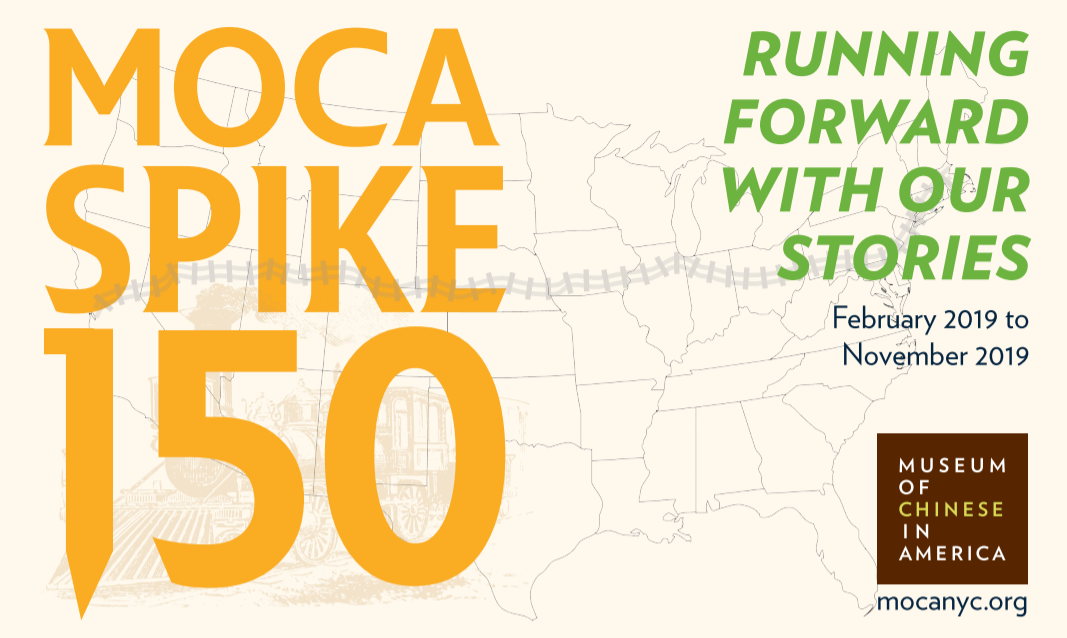 MOCA
SPIKE
150
RUNNING
FORWARD
WITH OUR
STORIES
February 2019 to
November 2019
MUSEUM
OF
CHINESE
IN
AMERICA
mocanyc.org